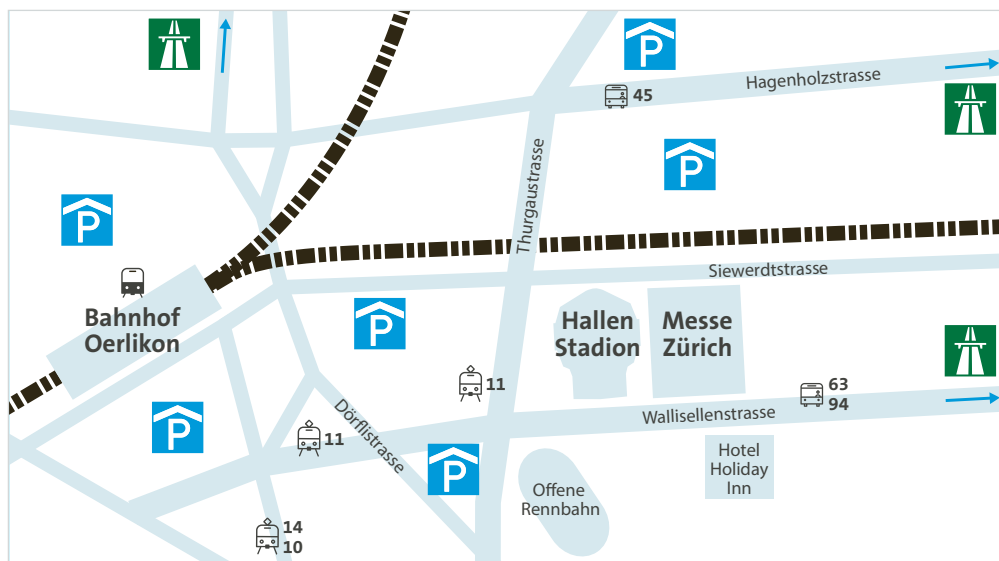 P
Hagenholzstrasse
45
P
Thurgaustrasse
P
Siewerdtstrasse
Bahnhof
Oerlikon
P
Hallen
Stadion
Messe
Zürich
11
63
94
Wallisellenstrasse
Dörflistrasse
P
11
P
Hotel
Holiday
Inn
Offene
Rennbahn
14
10